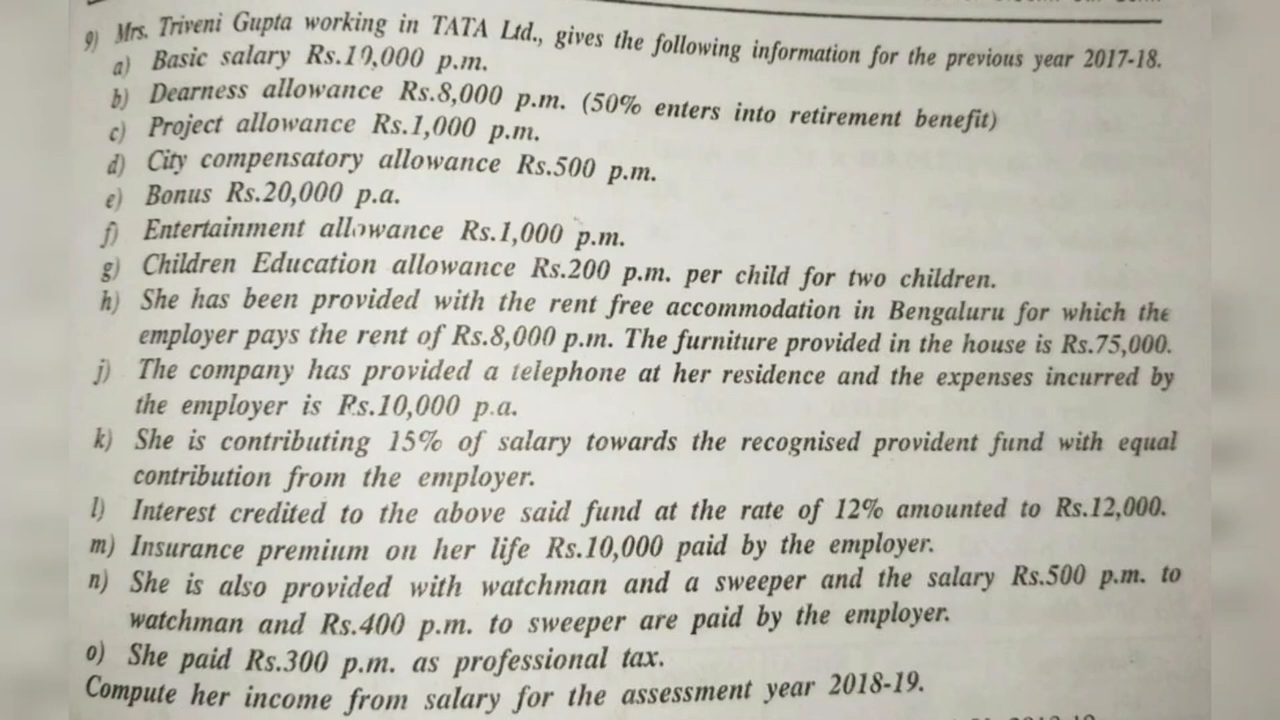 9) Mrs. Triveni Gupta working in TATA Ltd., gives the following information for the previous year 2017-18.
a) Basic salary Rs.10,000 p.m.
b) Dearness allowance Rs.8,000 p.m. (50% enters into retirement benefit)
c) Project allowance Rs.1,000 p.m.
d) City compensatory allowance Rs.500 p.m.
e) Bonus Rs.20,000 p.a.
f) Entertainment allowance Rs.1,000 p.m.
g) Children Education allowance Rs.200 p.m. per child for two children.
h) She has been provided with the rent free accommodation in Bengaluru for which the
employer pays the rent of Rs.8,000 p.m. The furniture provided in the house is Rs.75,000.
j) The company has provided a telephone at her residence and the expenses incurred by
the employer is Rs.10,000 p.a.
k) She is contributing 15% of salary towards the recognised provident fund with equal
contribution from the employer.
l) Interest credited to the above said fund at the rate of 12% amounted to Rs.12,000.
m) Insurance premium on her life Rs.10,000 paid by the employer.
n) She is also provided with watchman and a sweeper and the salary Rs.500 p.m. to
watchman and Rs.400 p.m. to sweeper are paid by the employer.
o) She paid Rs.300 p.m. as professional tax.
Compute her income from salary for the assessment year 2018-19.